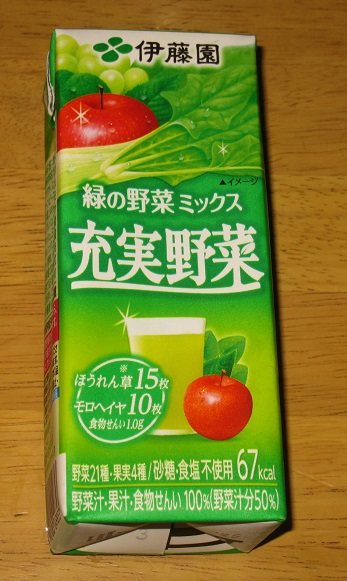 伊藤園
▲イメージ
緑の野菜ミックス
充実野菜
※
ほうれん草15枚
モロヘイヤ10枚
食物せんい1.0g
野菜21種・果実4種/砂糖・食塩不使用 67kcal
野菜汁・果汁・食物せんい100%(野菜汁分50%)